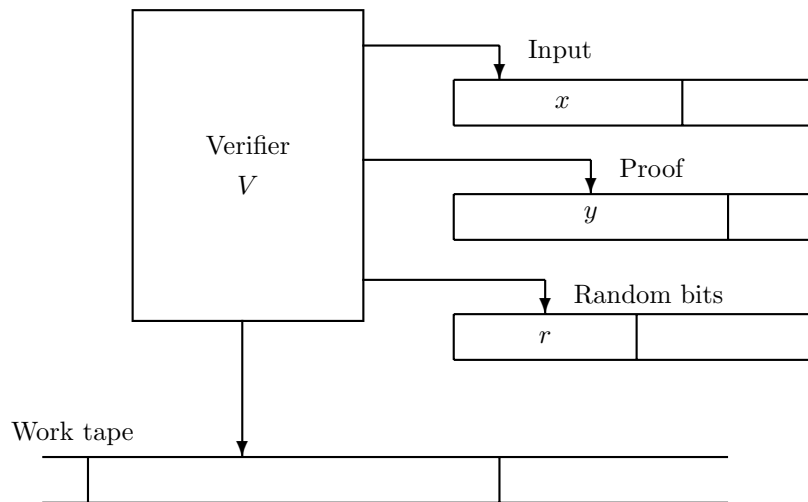 Input
x
Verifier
V
Proof
y
Random bits
r
Work tape